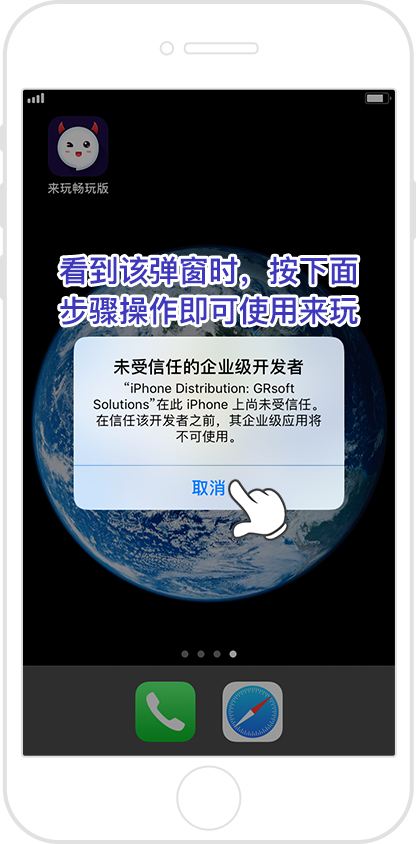 来玩畅玩版
看到该弹窗时，按下面
步骤操作即可使用来玩
未受信任的企业级开发者
“iPhone Distribution: GRsoft
Solutions”在此 iPhone 上尚未受信任。
在信任该开发者之前，其企业级应用将
不可使用。
取消